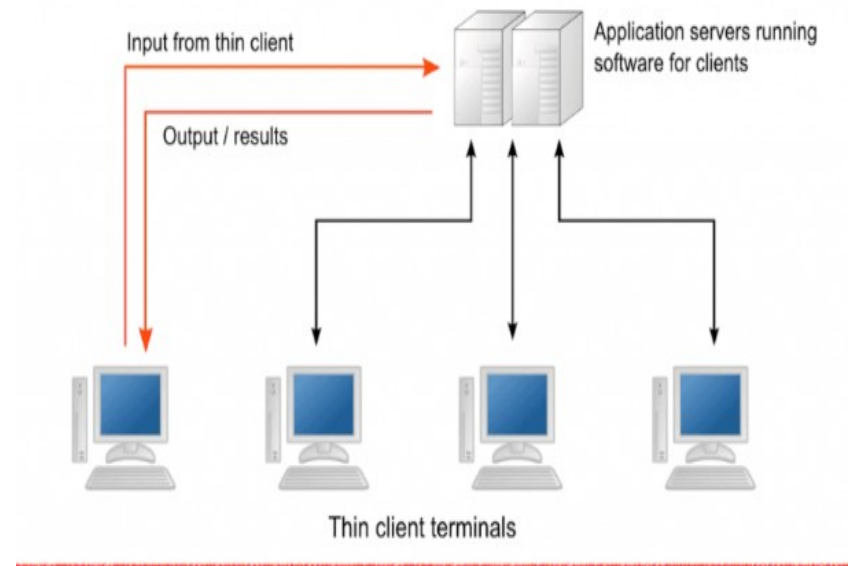 Input from thin client
Application servers running
software for clients
Output / results
Thin client terminals